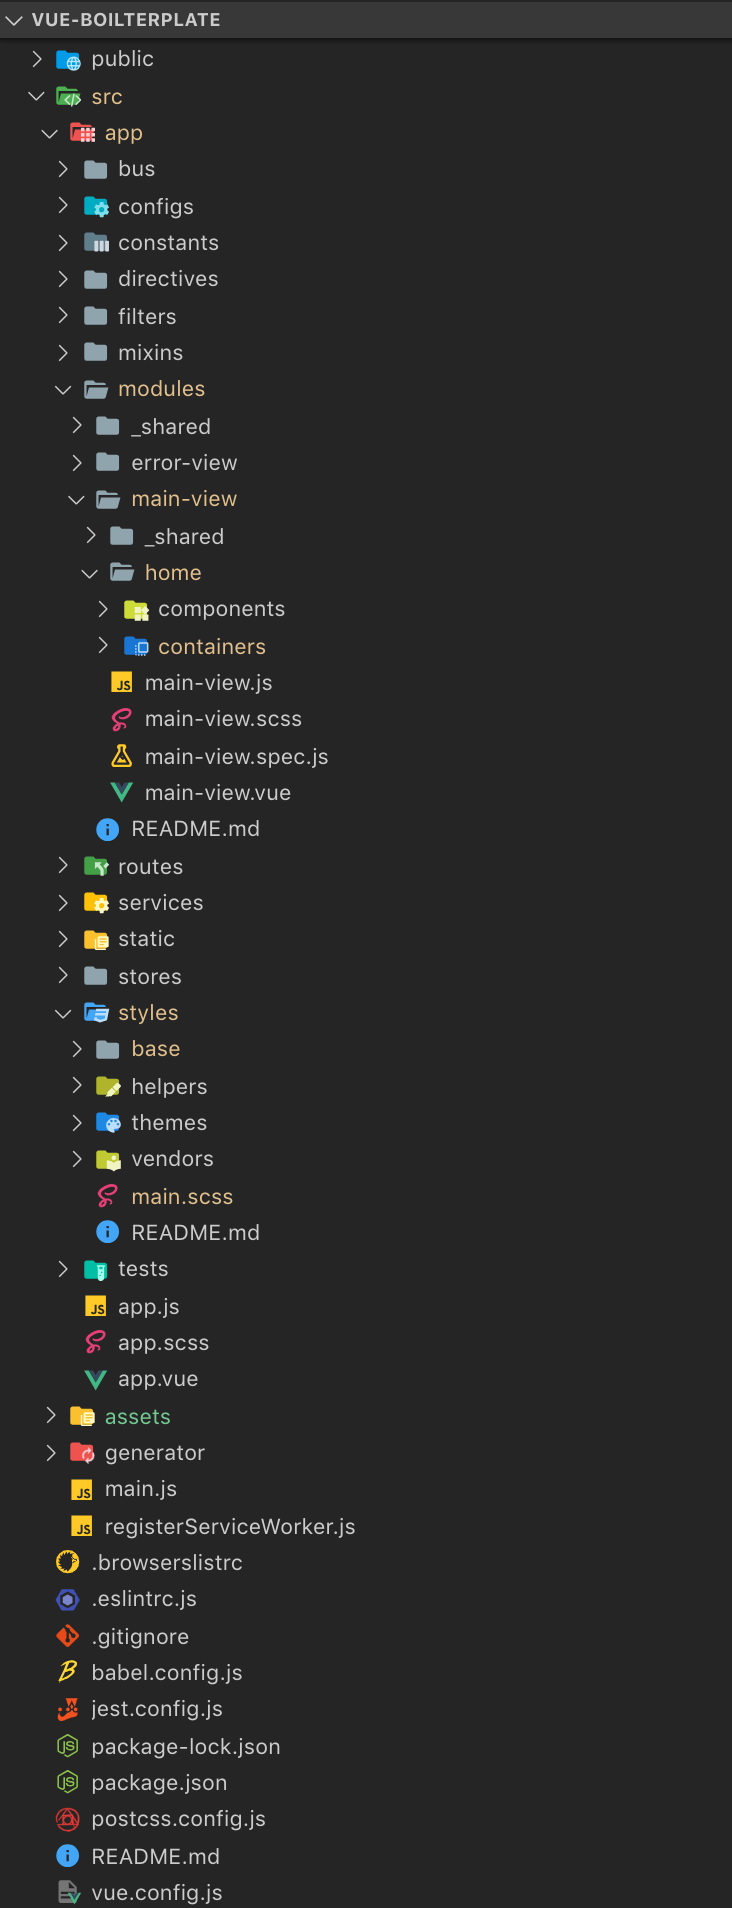 VUE-BOILTERPLATE
public
src
app
bus
configs
constants
directives
filters
mixins
modules
_shared
error-view
main-view
_shared
home
components
containers
main-view.js
main-view.scss
main-view.spec.js
main-view.vue
README.md
routes
services
static
stores
styles
base
helpers
themes
vendors
main.scss
README.md
tests
app.js
app.scss
app.vue
assets
generator
main.js
registerServiceWorker.js
.browserslistrc
.eslintrc.js
.gitignore
babel.config.js
jest.config.js
package-lock.json
package.json
postcss.config.js
README.md
vue.config.js